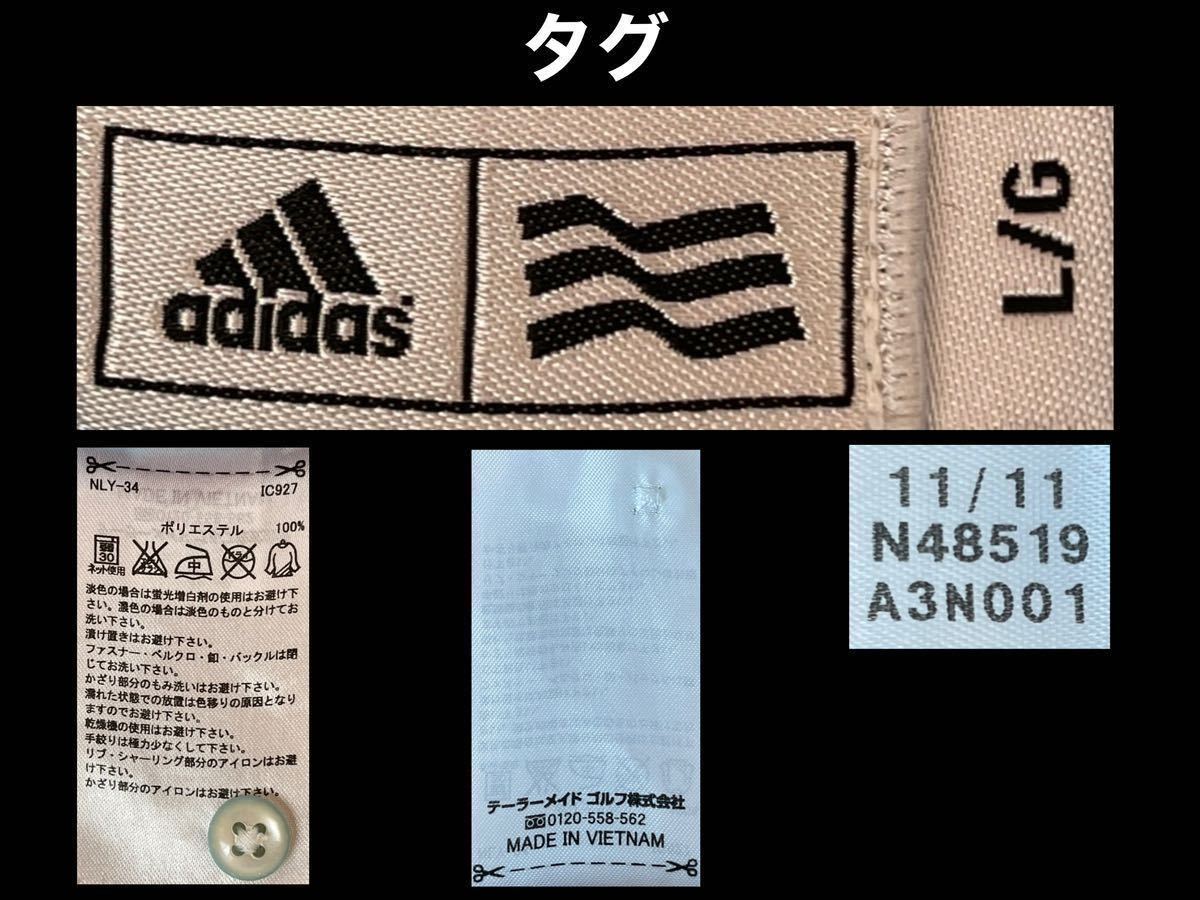 タグ
adidas
L/G
NLY-34 IC927
ポリエステル 100%
弱
30
ネット使用
中
淡色の場合は蛍光増白剤の使用はお避け下
さい。濃色の場合は淡色のものと分けてお
洗い下さい。
漬け置きはお避け下さい。
ファスナー・ベルクロ・釦・バックルは閉
じてお洗い下さい。
かざり部分のもみ洗いはお避け下さい。
濡れた状態での放置は色移りの原因となり
ますのでお避け下さい。
乾燥機の使用はお避け下さい。
手絞りは極力少なくして下さい。
リブ・シャーリング部分のアイロンはお避
け下さい。
かざり部分のアイロンはお避け下さい。
テーラーメイド ゴルフ株式会社
0120-558-562
MADE IN VIETNAM
11/11
N48519
A3N001